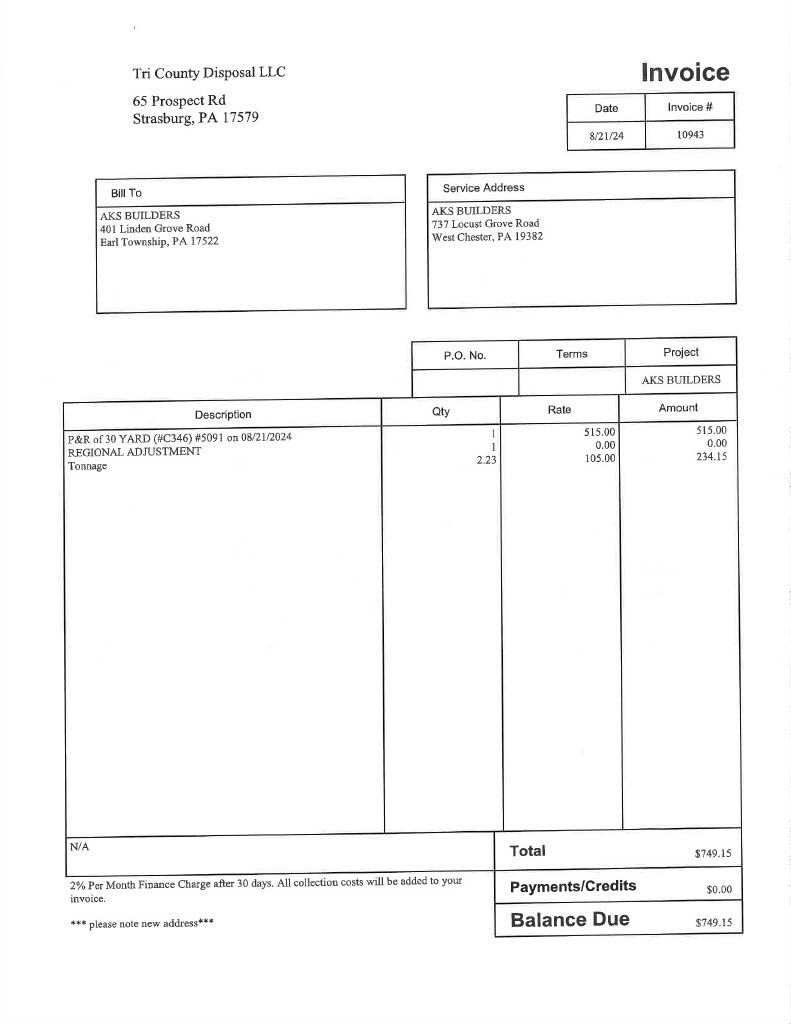 Tri County Disposal LLC
65 Prospect Rd
Strasburg, PA 17579
Invoice
Date Invoice #
8/21/24 10943
Bill To
AKS BUILDERS
401 Linden Grove Road
Earl Township, PA 17522
Service Address
AKS BUILDERS
737 Locust Grove Road
West Chester, PA 19382
P.O. No. Terms Project
AKS BUILDERS
Description Qty Rate Amount
P&R of 30 YARD (#C346) #5091 on 08/21/2024 1 515.00 515.00
REGIONAL ADJUSTMENT 1 0.00 0.00
Tonnage 2.23 105.00 234.15
N/A
Total $749.15
2% Per Month Finance Charge after 30 days. All collection costs will be added to your
invoice.
*** please note new address***
Payments/Credits $0.00
Balance Due $749.15